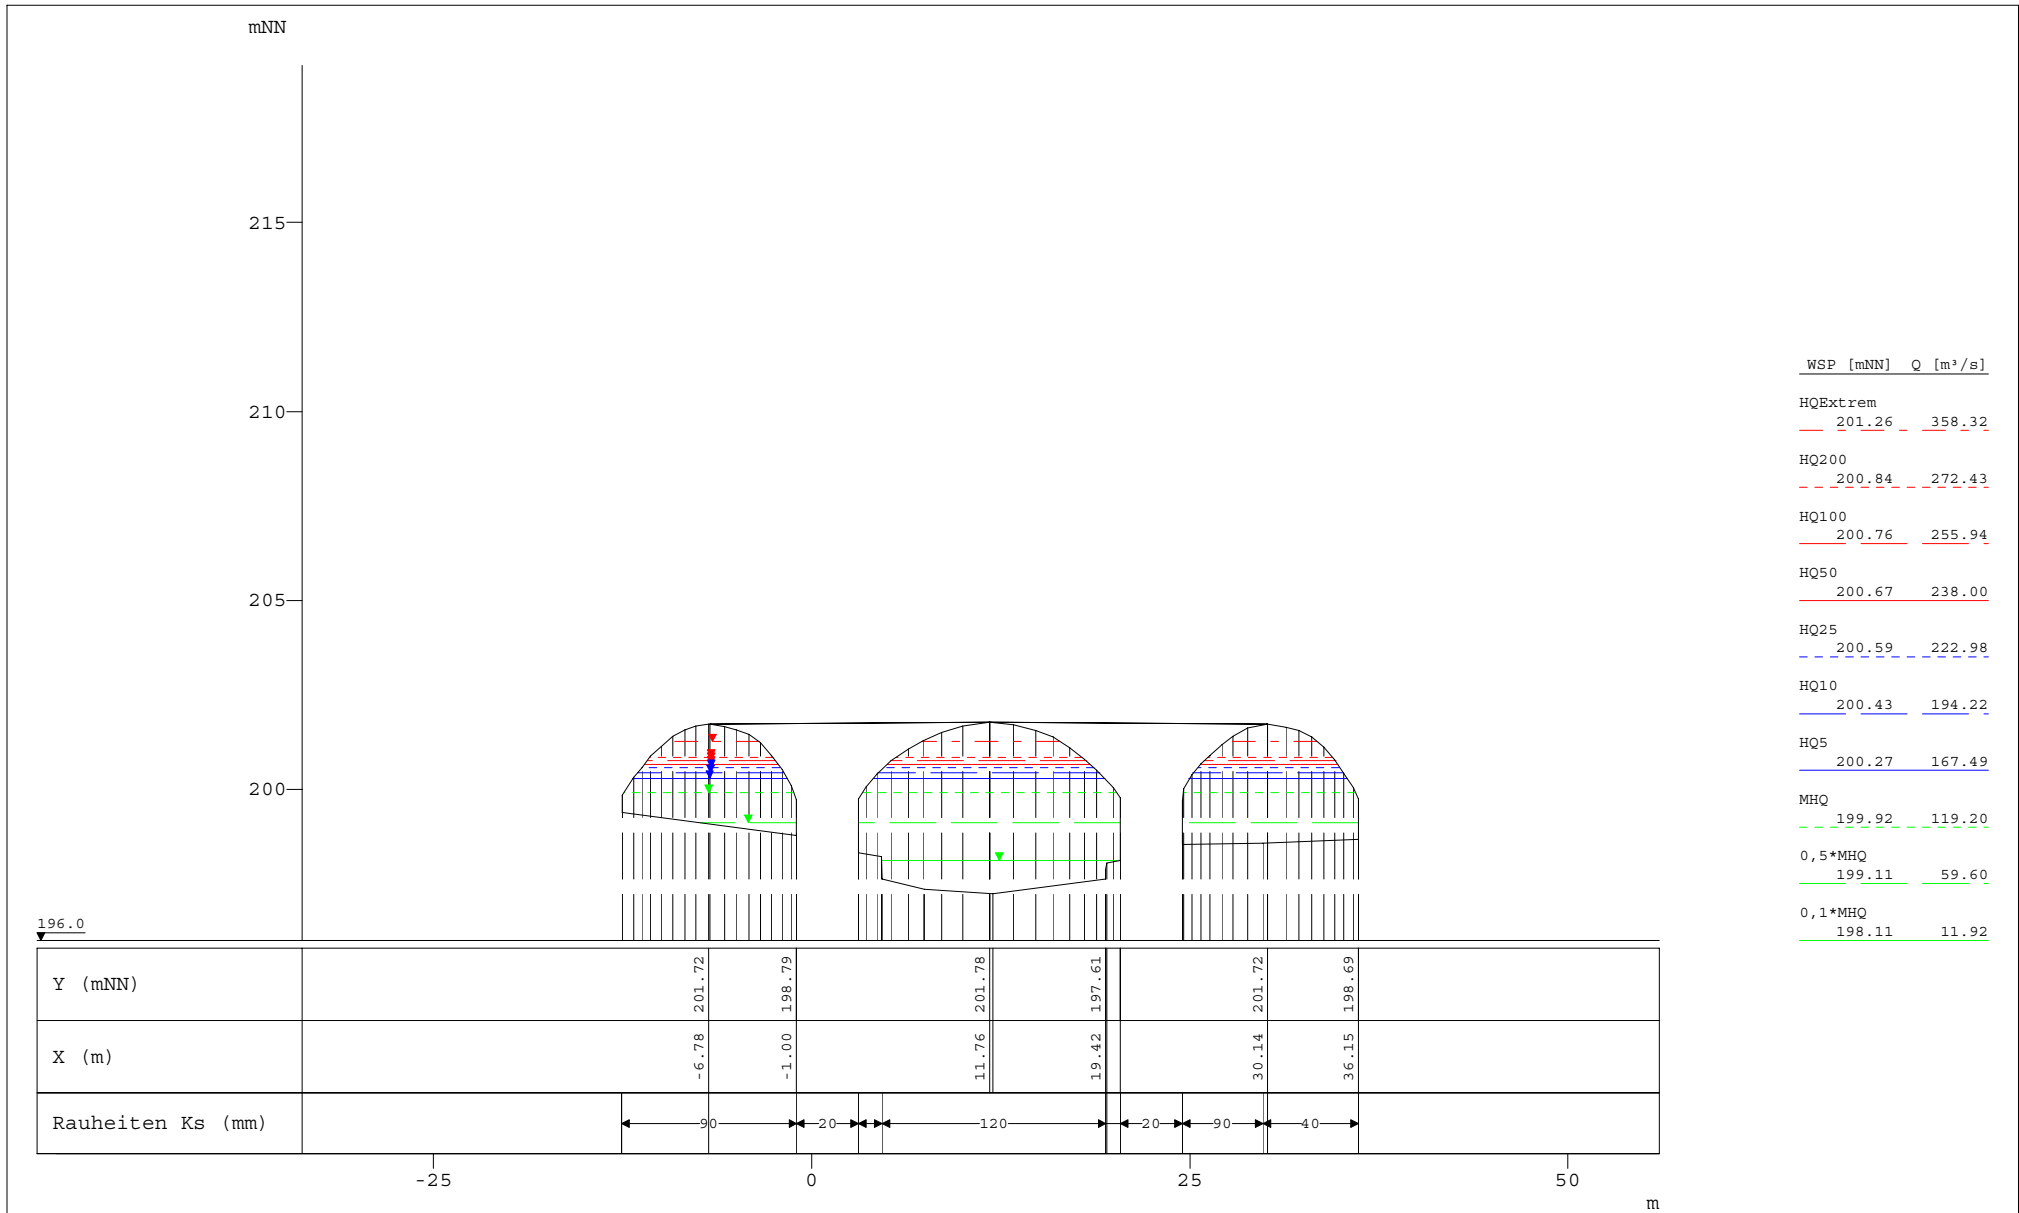 mNN
215
210
205
200
196.0
WSP [mNN] Q [m³/s]
HQExtrem
201.26 358.32
HQ200
200.84 272.43
HQ100
200.76 255.94
HQ50
200.67 238.00
HQ25
200.59 222.98
HQ10
200.43 194.22
HQ5
200.27 167.49
MHQ
199.92 119.20
0,5*MHQ
199.11 59.60
0,1*MHQ
198.11 11.92
Y (mNN) 201.72 198.79 201.78 197.61 201.72 198.69
X (m) -6.78 -1.00 11.76 19.42 30.14 36.15
Rauheiten Ks (mm) 90 20 120 20 90 40
-25 0 25 50
m